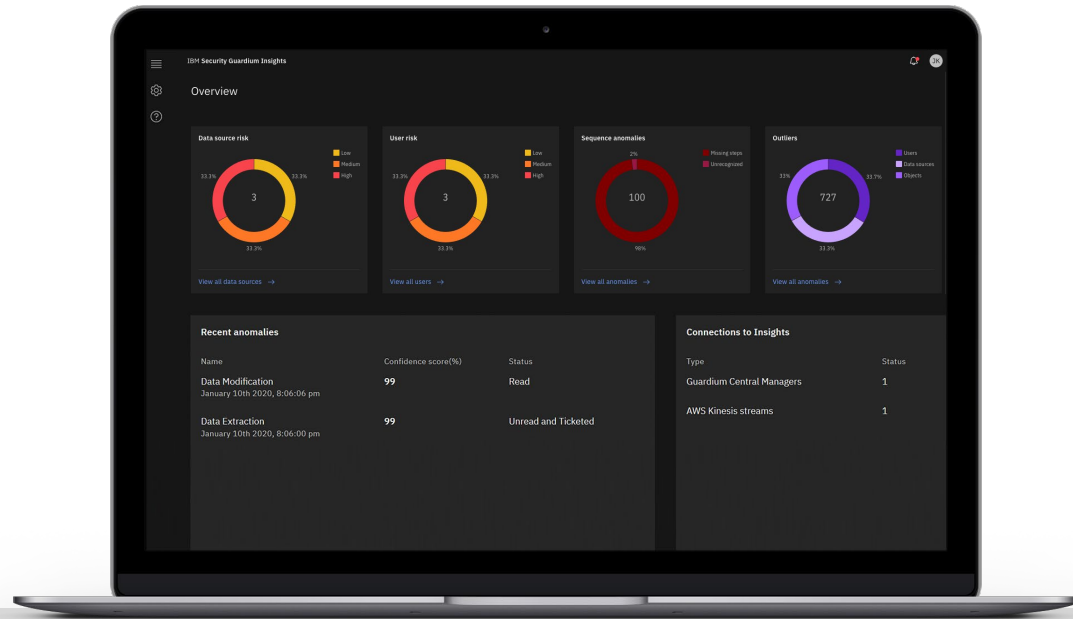 IBM Security Guardium Insights
JK
Overview
Data source risk
Low
Medium
High
33.3%
33.3%
3
33.3%
View all data sources →
User risk
Low
Medium
High
33.3%
33.3%
3
33.3%
View all users →
Sequence anomalies
2%
Missing steps
Unrecognized
100
98%
View all anomalies →
Outliers
Users
Data sources
Objects
33%
33.7%
727
33.3%
View all anomalies →
Recent anomalies
Name Confidence score(%) Status
Data Modification 99 Read
January 10th 2020, 8:06:06 pm
Data Extraction 99 Unread and Ticketed
January 10th 2020, 8:06:00 pm
Connections to Insights
Type Status
Guardium Central Managers 1
AWS Kinesis streams 1